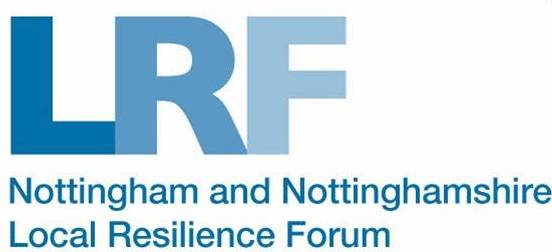 LRF
Nottingham and Nottinghamshire
Local Resilience Forum